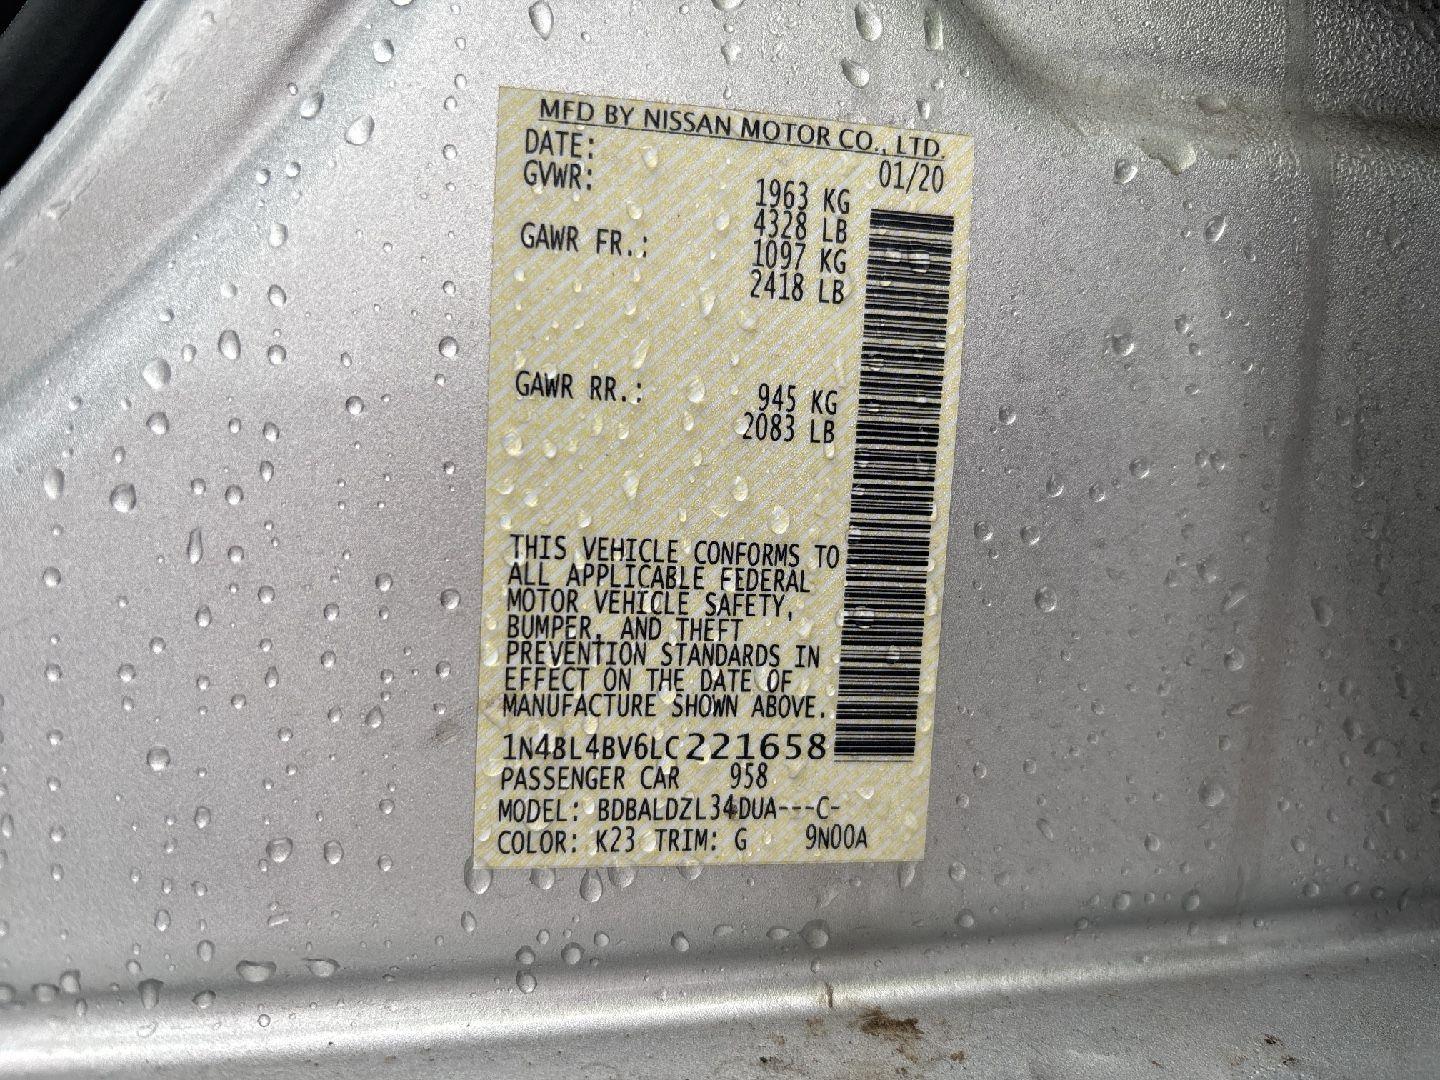 MFD BY NISSAN MOTOR CO., LTD.
DATE: 01/20
GVWR: 1963 KG
4328 LB
GAWR FR.: 1097 KG
2418 LB
GAWR RR.: 945 KG
2083 LB
THIS VEHICLE CONFORMS TO
ALL APPLICABLE FEDERAL
MOTOR VEHICLE SAFETY,
BUMPER, AND THEFT
PREVENTION STANDARDS IN
EFFECT ON THE DATE OF
MANUFACTURE SHOWN ABOVE.
1N4BL4BV6LC221658
PASSENGER CAR 958
MODEL: BDBALDZL34DUA---C-
COLOR: K23 TRIM: G 9N00A